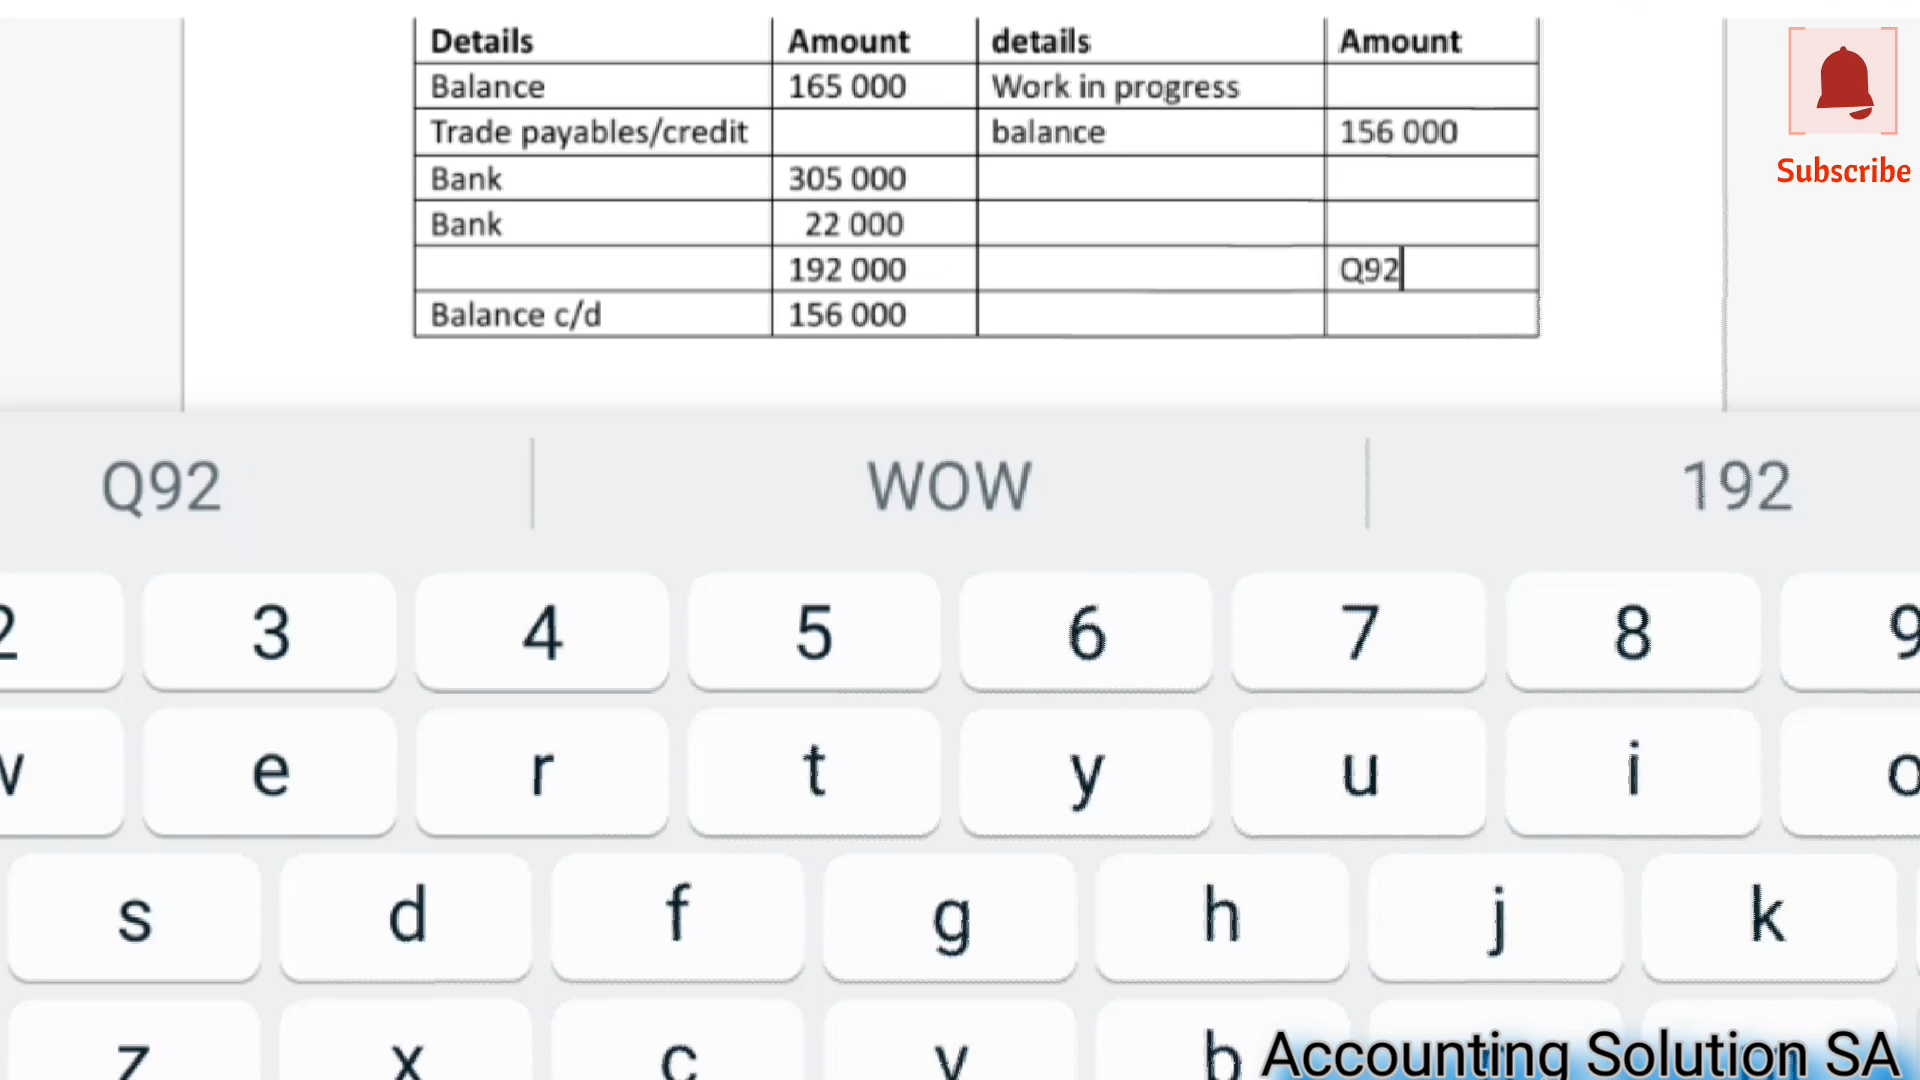 Details Amount details Amount
Balance 165 000 Work in progress
Trade payables/credit balance 156 000
Bank 305 000
Bank 22 000
192 000 Q92
Balance c/d 156 000
Subscribe
Q92 WOW 192
2 3 4 5 6 7 8 9
w e r t y u i o
s d f g h j k
z x c v b
Accounting Solution SA